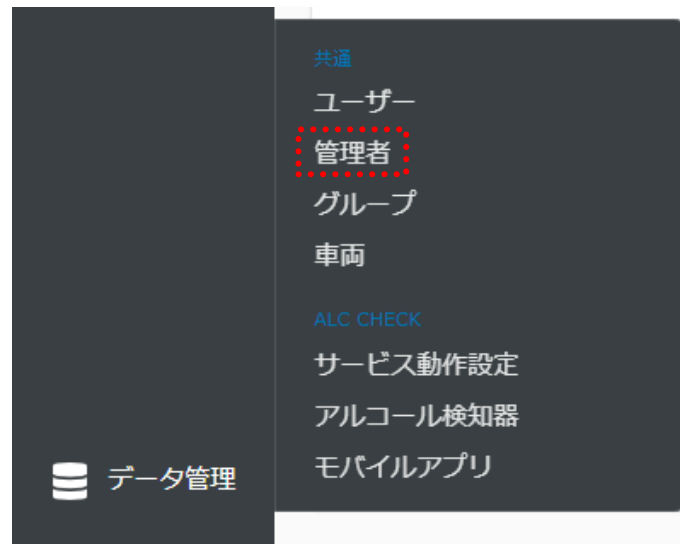 共通
ユーザー
管理者
グループ
車両
ALC CHECK
サービス動作設定
アルコール検知器
モバイルアプリ
データ管理